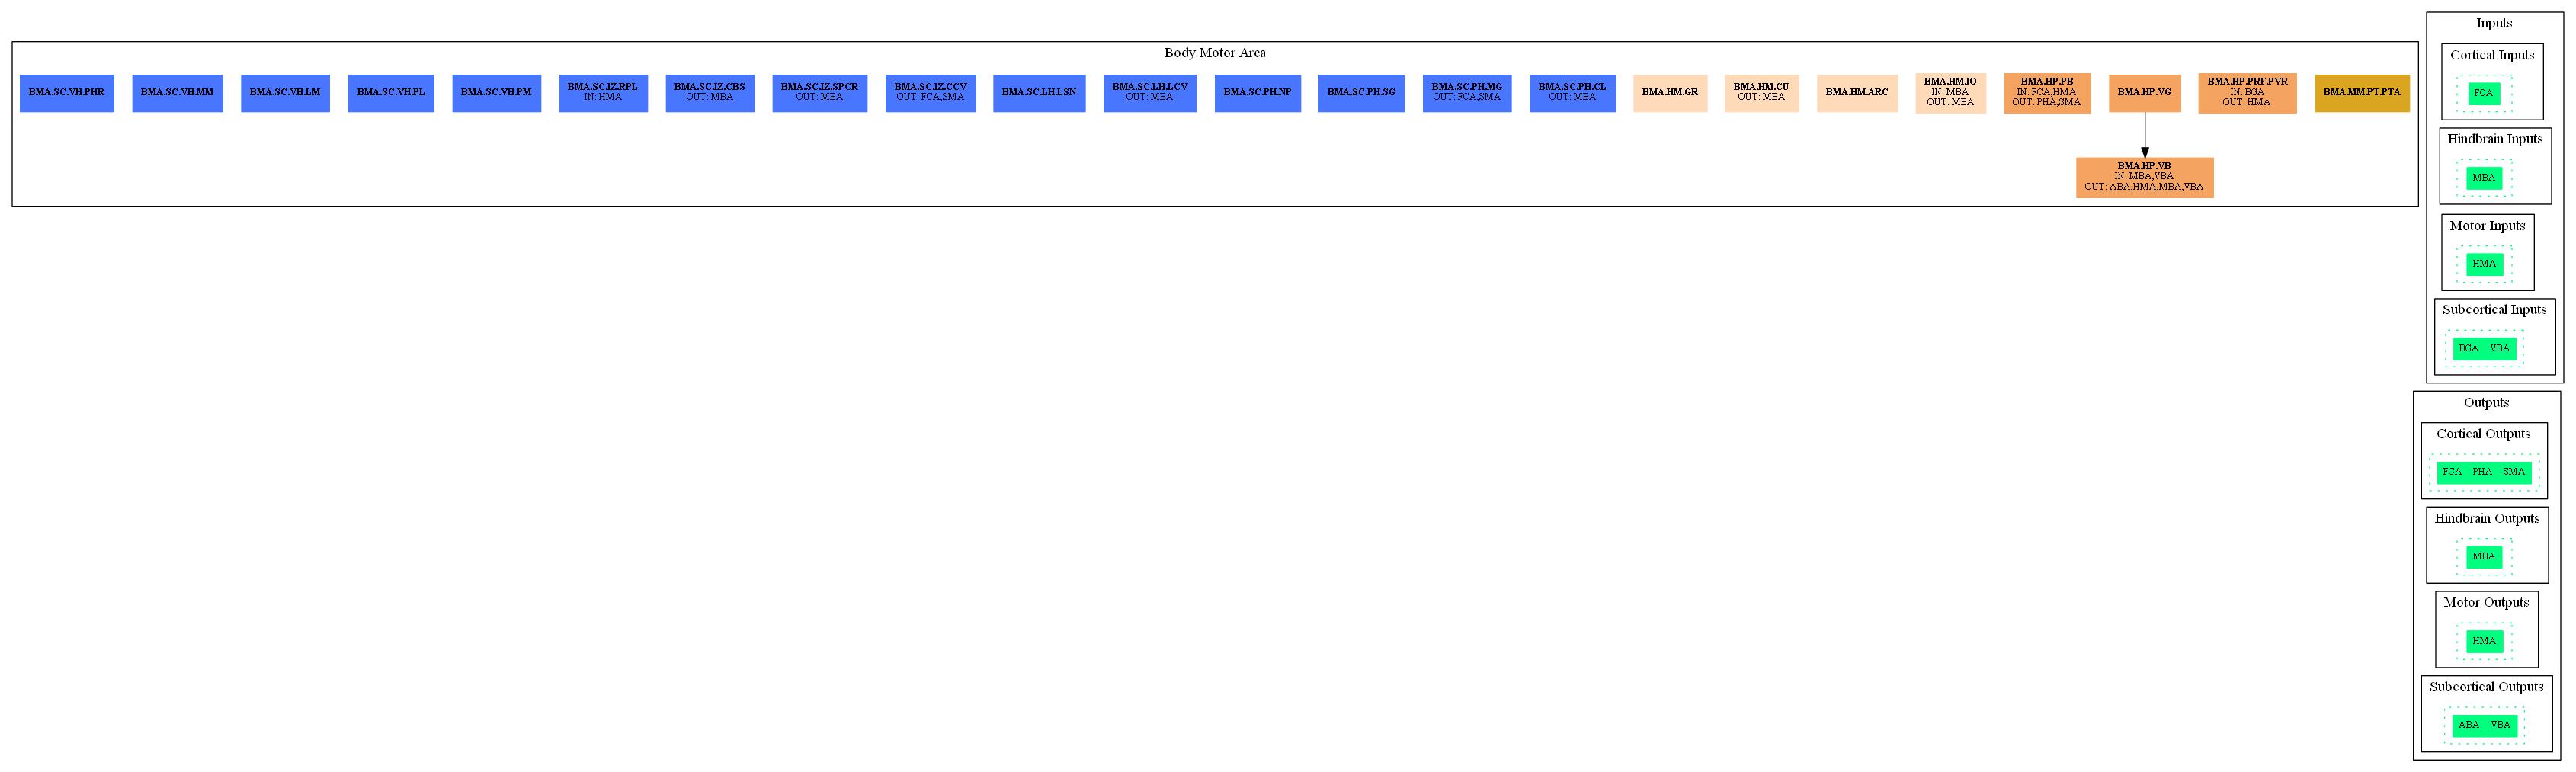 Body Motor Area
BMA.SC.VH.PHR
BMA.SC.VH.MM
BMA.SC.VH.LM
BMA.SC.VH.PL
BMA.SC.VH.PM
BMA.SC.IZ.RPL
IN: HMA
BMA.SC.IZ.CBS
OUT: MBA
BMA.SC.IZ.SPCR
OUT: MBA
BMA.SC.IZ.CCV
OUT: FCA,SMA
BMA.SC.LH.LSN
BMA.SC.LH.LCV
OUT: MBA
BMA.SC.PH.NP
BMA.SC.PH.SG
BMA.SC.PH.MG
OUT: FCA,SMA
BMA.SC.PH.CL
OUT: MBA
BMA.HM.GR
BMA.HM.CU
OUT: MBA
BMA.HM.ARC
BMA.HM.IO
IN: MBA
OUT: MBA
BMA.HP.PB
IN: FCA,HMA
OUT: PHA,SMA
BMA.HP.VG
BMA.HP.PRF.PVR
IN: BGA
OUT: HMA
BMA.MM.PT.PTA
BMA.HP.VB
IN: MBA,VBA
OUT: ABA,HMA,MBA,VBA
Inputs
Cortical Inputs
FCA
Hindbrain Inputs
MBA
Motor Inputs
HMA
Subcortical Inputs
BGA VBA
Outputs
Cortical Outputs
FCA PHA SMA
Hindbrain Outputs
MBA
Motor Outputs
HMA
Subcortical Outputs
ABA VBA